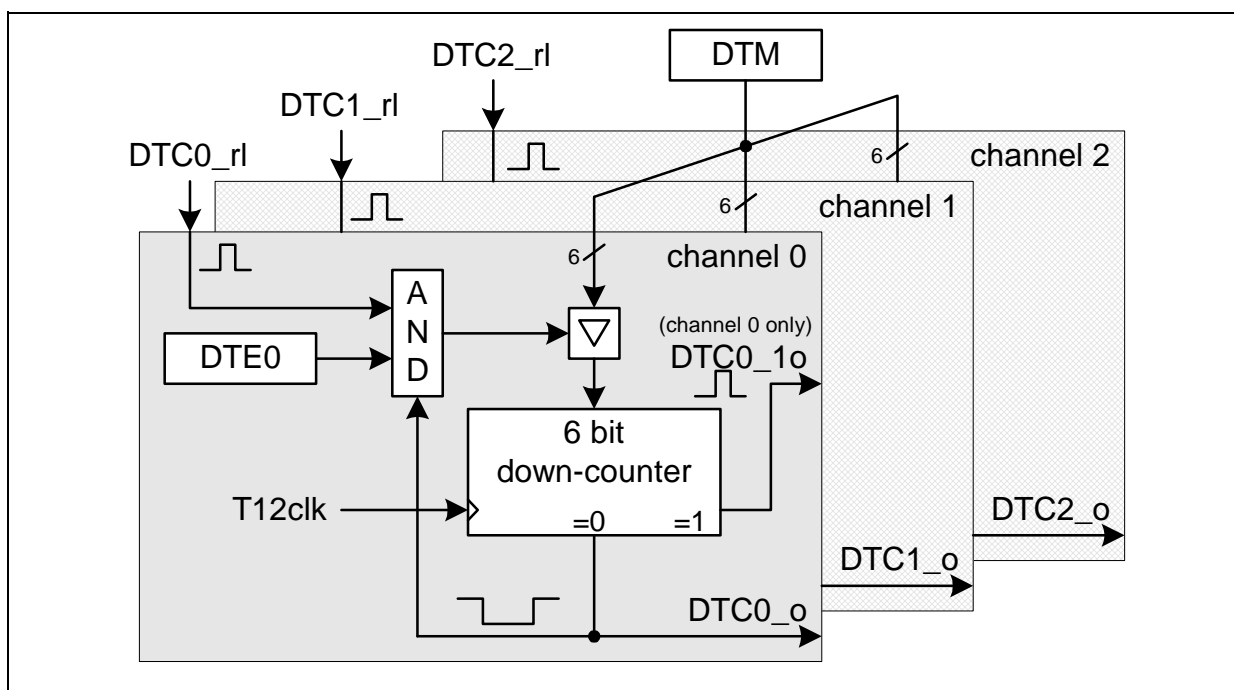 DTC2_rl
DTM
DTC1_rl
DTC0_rl
6
channel 2
6
channel 1
6
channel 0
A
N
D
(channel 0 only)
DTE0
DTC0_1o
6 bit
down-counter
T12clk
=0
=1
DTC2_o
DTC1_o
DTC0_o